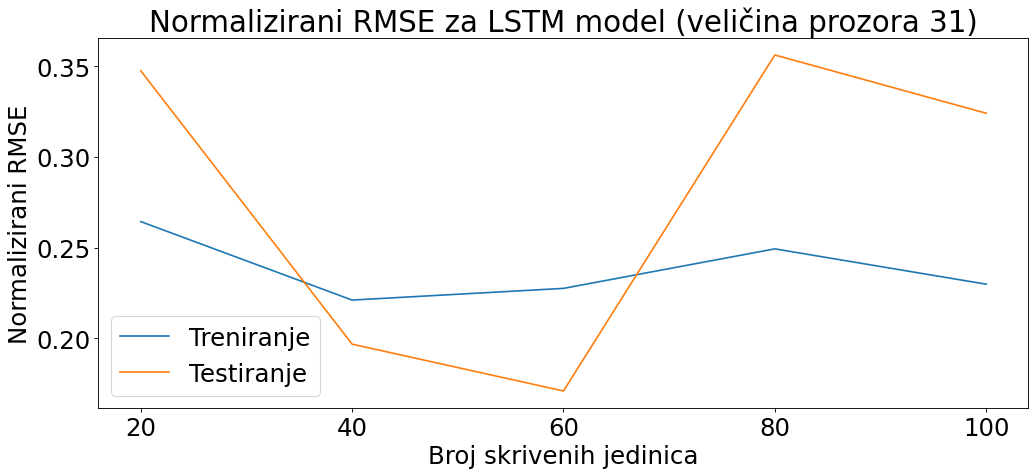 Normalizirani RMSE za LSTM model (veličina prozora 31)
Normalizirani RMSE
0.35
0.30
0.25
0.20
Treniranje
Testiranje
20 40 60 80 100
Broj skrivenih jedinica